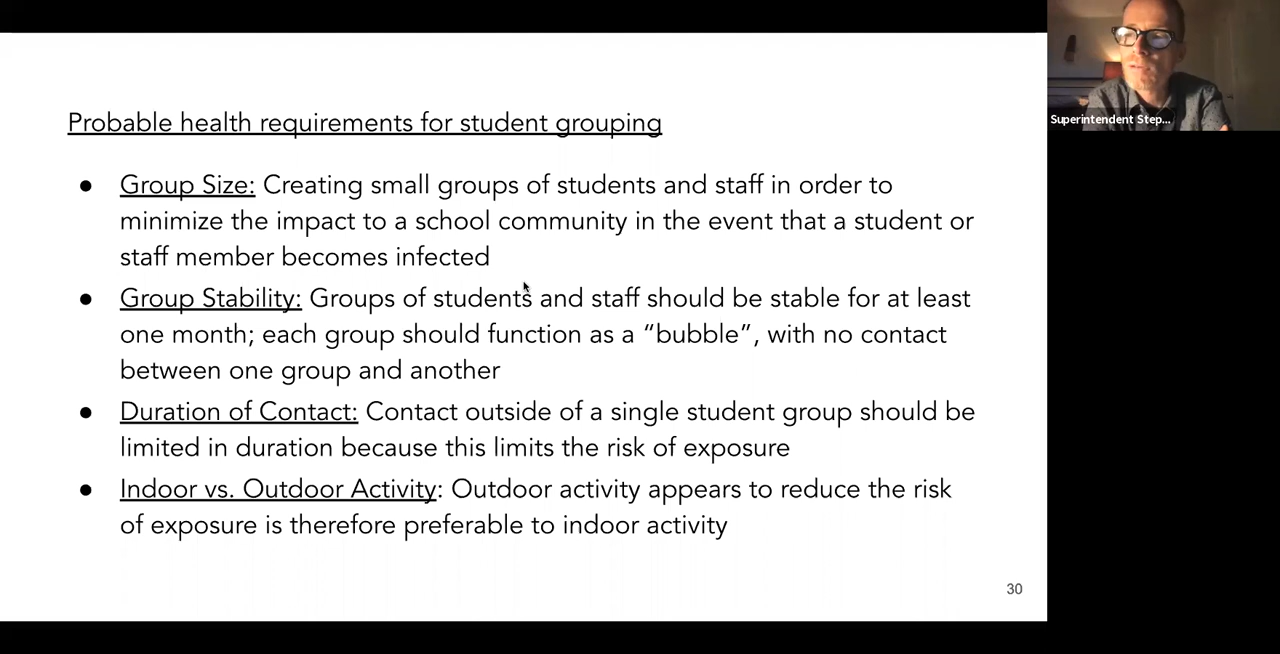 Probable health requirements for student grouping
● Group Size: Creating small groups of students and staff in order to
minimize the impact to a school community in the event that a student or
staff member becomes infected
● Group Stability: Groups of students and staff should be stable for at least
one month; each group should function as a “bubble”, with no contact
between one group and another
● Duration of Contact: Contact outside of a single student group should be
limited in duration because this limits the risk of exposure
● Indoor vs. Outdoor Activity: Outdoor activity appears to reduce the risk
of exposure is therefore preferable to indoor activity
30
Superintendent Step...